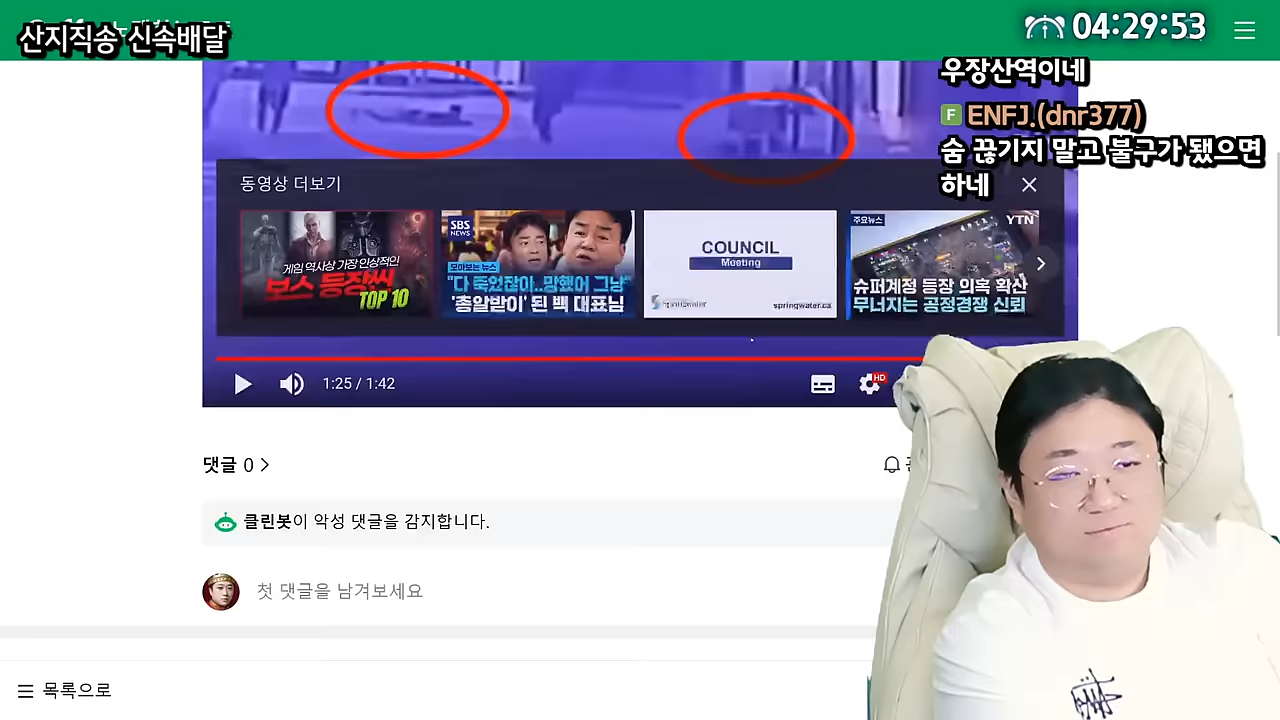 산지직송 신속배달
04:29:53
우장산역이네
F ENFJ.(dnr377)
숨 끊기지 말고 불구가 됐으면
하네
동영상 더보기
게임 역사상 가장 인상적인
보스 등장씬
TOP 10
SBS
NEWS
모아보는 뉴스
"다 죽었잖아..망했어 그냥"
'총알받이' 된 백 대표님
COUNCIL
Meeting
Springwater
springwater.ca
주요뉴스
YTN
슈퍼계정 등장 의혹 확산
무너지는 공정경쟁 신뢰
1:25 / 1:42
HD
댓글 0
클린봇이 악성 댓글을 감지합니다.
첫 댓글을 남겨보세요
목록으로